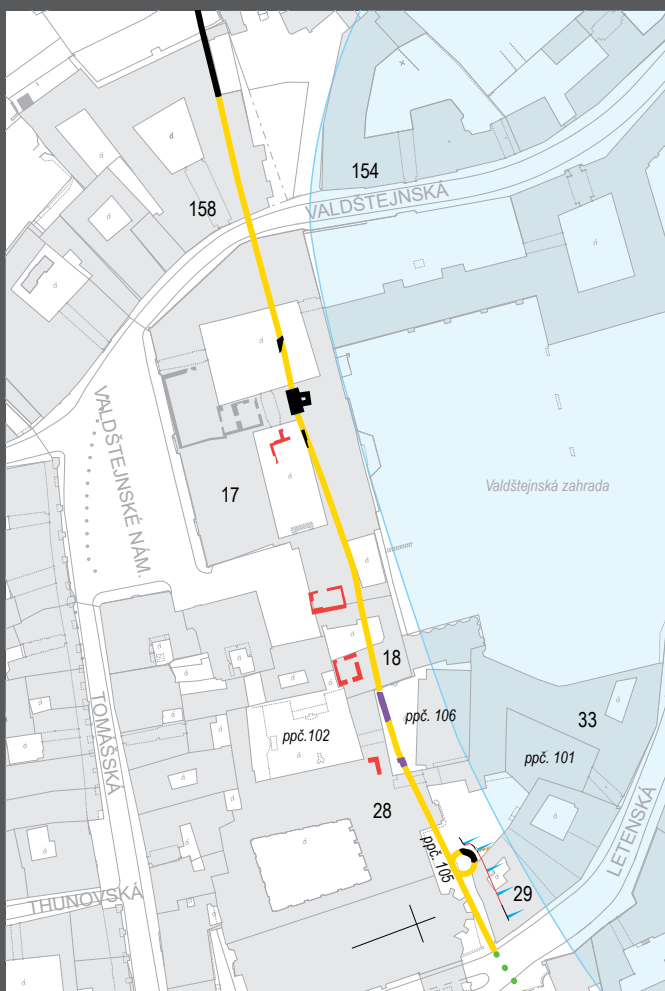 154
VALDŠTEJNSKÁ
158
VALDŠTEJNSKÉ NÁM.
17
Valdštejnská zahrada
18
ppč. 106
33
ppč.102
ppč. 101
TOMÁŠSKÁ
28
ppč. 105
LETENSKÁ
29
THUNOVSKÁ